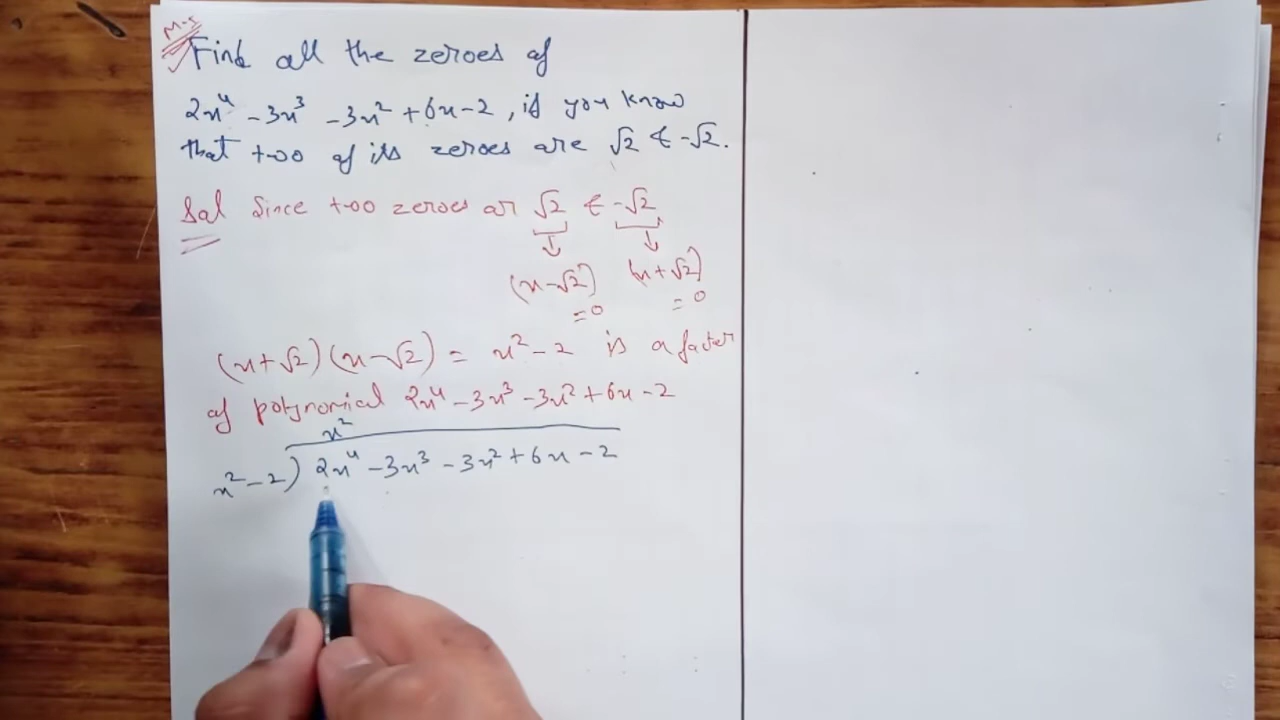 M-S
Find all the zeroes of
2x⁴ - 3x³ - 3x² + 6x - 2, if you know
that two of its zeroes are √2 & -√2.
Sol Since two zeroes ar √2 & -√2
(x-√2) (x+√2)
=0 = 0
(x+√2)(x-√2) = x² - 2 is a factor
of polynomial 2x⁴ - 3x³ - 3x² + 6x - 2
x²
x² - 2) 2x⁴ - 3x³ - 3x² + 6x - 2